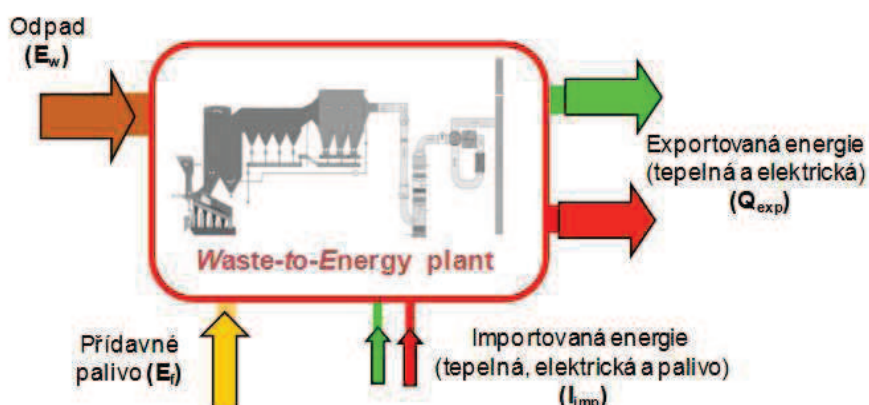 Odpad
(Ew)
Exportovaná energie
(tepelná a elektrická)
(Qexp)
Waste-to-Energy plant
Přídavné
palivo (Ef)
Importovaná energie
(tepelná, elektrická a palivo)
(Iimp)